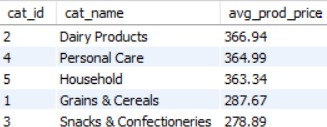 cat_id cat_name avg_prod_price
2 Dairy Products 366.94
4 Personal Care 364.99
5 Household 363.34
1 Grains & Cereals 287.67
3 Snacks & Confectioneries 278.89